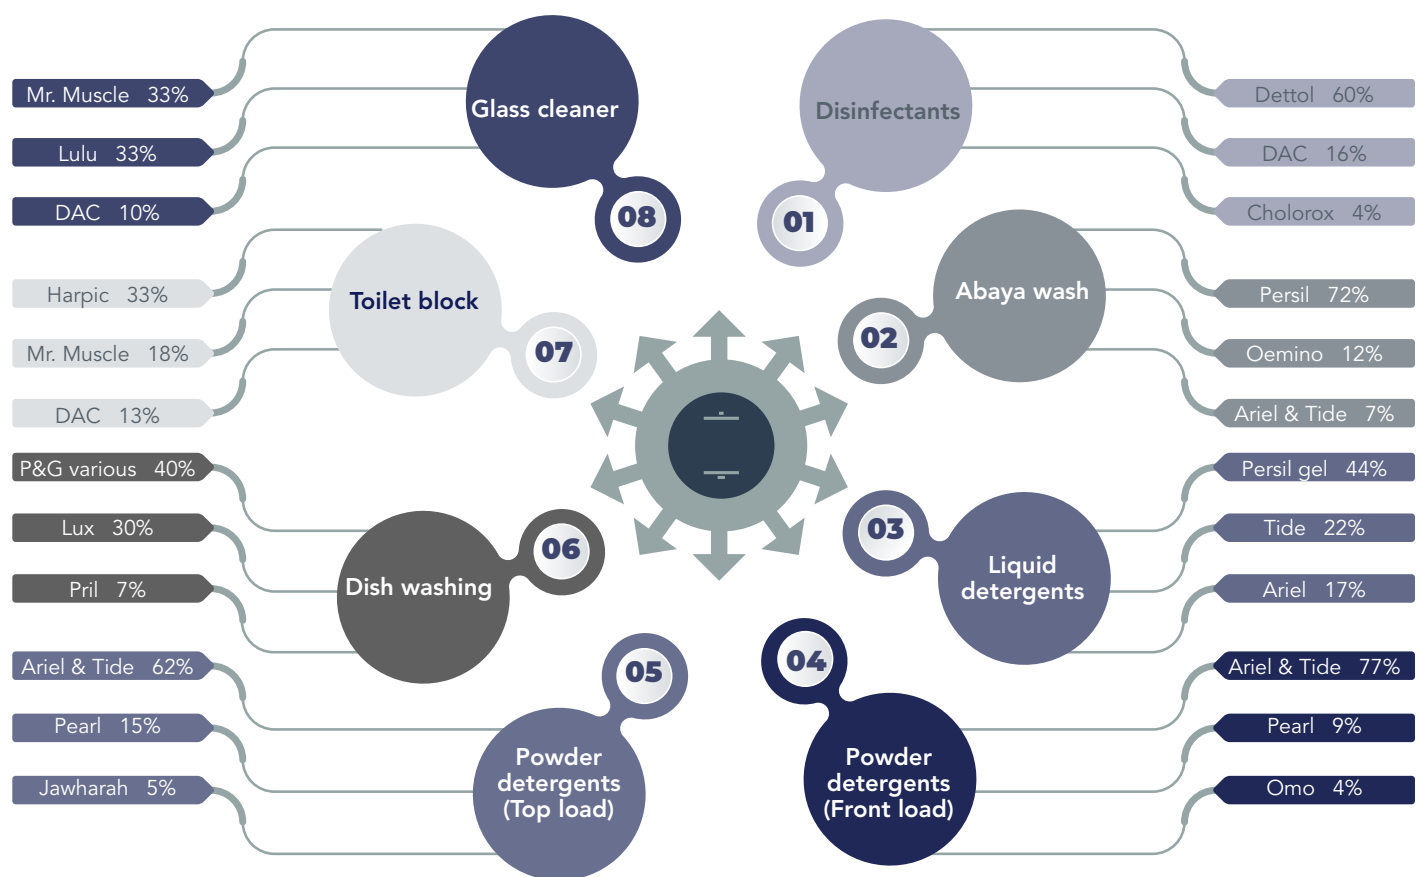 Glass cleaner
08
Mr. Muscle 33%
Lulu 33%
DAC 10%
Disinfectants
01
Dettol 60%
DAC 16%
Cholorox 4%
Toilet block
07
Harpic 33%
Mr. Muscle 18%
DAC 13%
Abaya wash
02
Persil 72%
Oemino 12%
Ariel & Tide 7%
Dish washing
06
P&G various 40%
Lux 30%
Pril 7%
Liquid
detergents
03
Persil gel 44%
Tide 22%
Ariel 17%
Powder
detergents
(Top load)
05
Ariel & Tide 62%
Pearl 15%
Jawharah 5%
Powder
detergents
(Front load)
04
Ariel & Tide 77%
Pearl 9%
Omo 4%